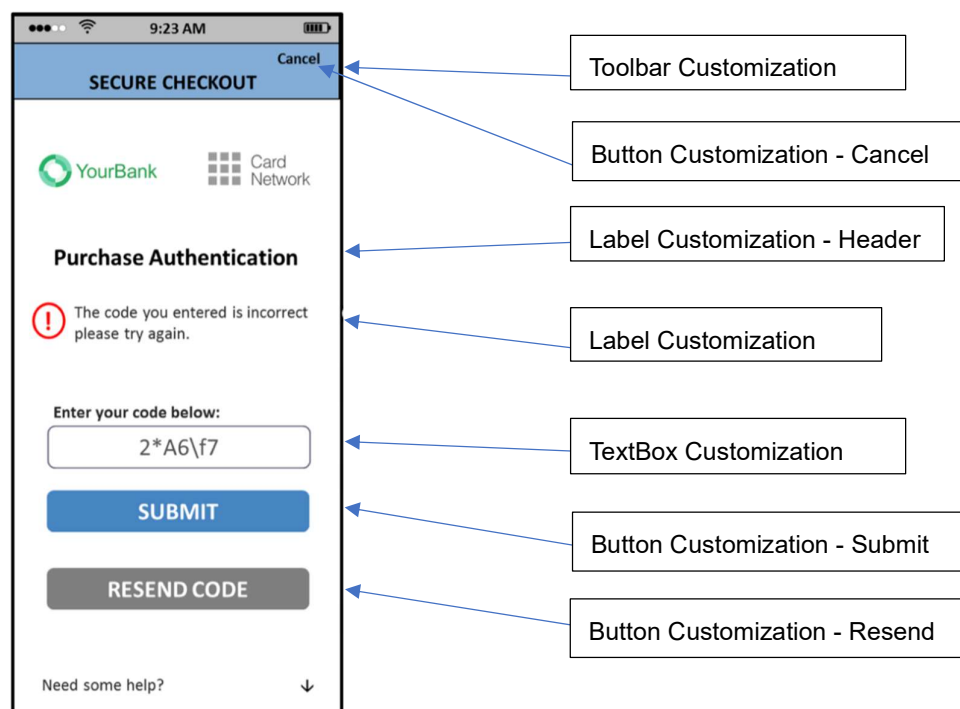 9:23 AM
Cancel
SECURE CHECKOUT
YourBank
Card
Network
Purchase Authentication
! The code you entered is incorrect
please try again.
Enter your code below:
2*A6\f7
SUBMIT
RESEND CODE
Need some help?
Toolbar Customization
Button Customization - Cancel
Label Customization - Header
Label Customization
TextBox Customization
Button Customization - Submit
Button Customization - Resend